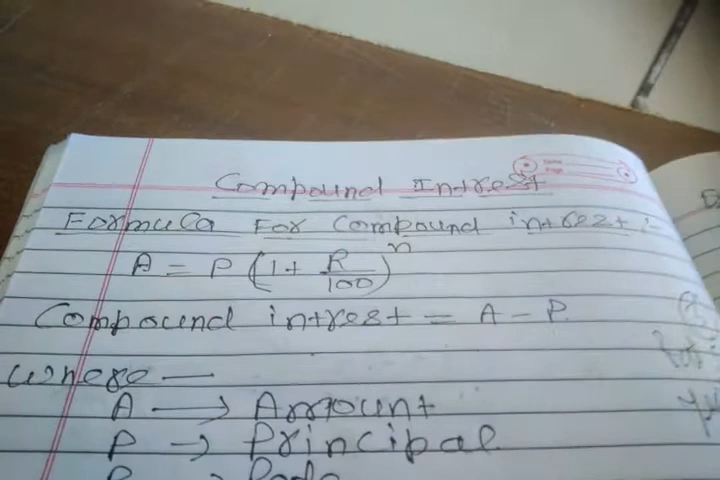 Compound Intrest
Formula For Compound intrest :-
A = P (1 + R/100)^n
Compound intrest = A - P.
where —
A → Amount
P → Principal